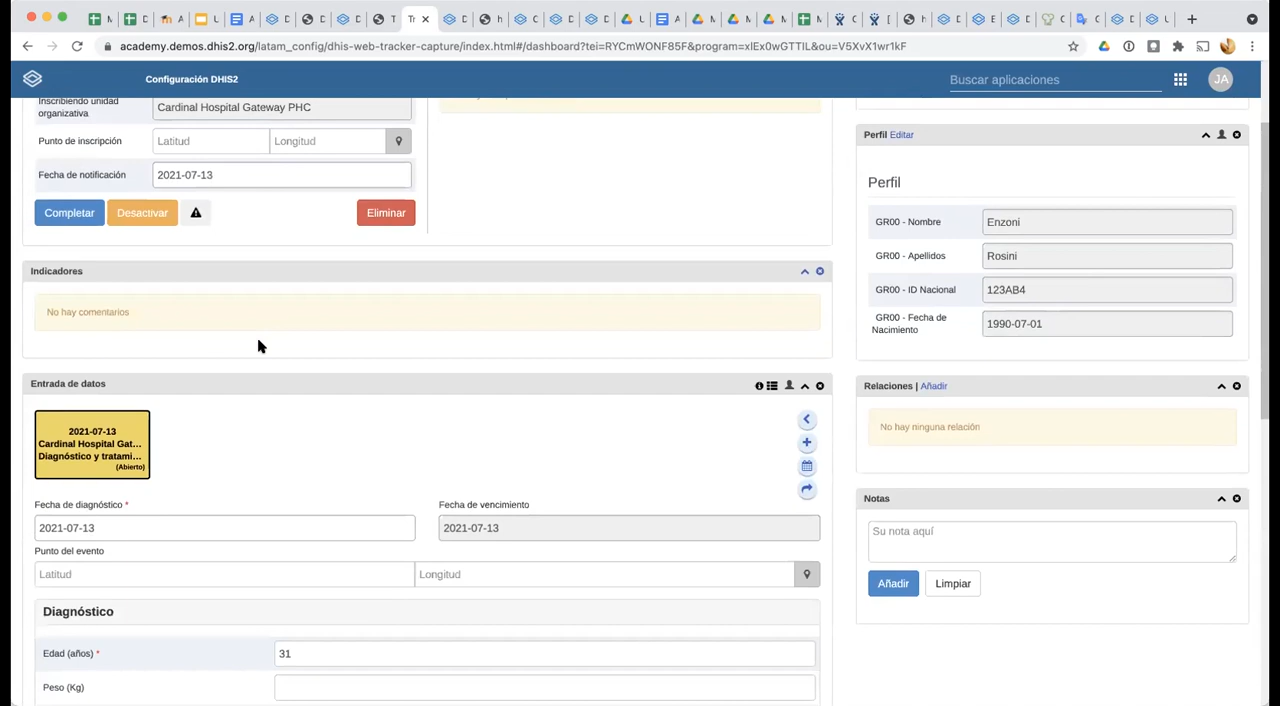 M
D
A
D
D
T
Tr
D
h
C
D
D
U
A
M
M
M
M
C
[
h
D
E
D
C
C
D
U
academy.demos.dhis2.org/latam_config/dhis-web-tracker-capture/index.html#/dashboard?tei=RYCmWONF85F&program=xlEx0wGTTIL&ou=V5XvX1wr1kF
Configuración DHIS2
Buscar aplicaciones
JA
Inscribiendo unidad
organizativa
Cardinal Hospital Gateway PHC
Punto de inscripción
Latitud
Longitud
Fecha de notificación
2021-07-13
Completar
Desactivar
Eliminar
Indicadores
No hay comentarios
Entrada de datos
2021-07-13
Cardinal Hospital Gat...
Diagnóstico y tratami...
(Abierto)
Fecha de diagnóstico *
Fecha de vencimiento
2021-07-13
2021-07-13
Punto del evento
Latitud
Longitud
Diagnóstico
Edad (años) *
31
Peso (Kg)
Perfil Editar
Perfil
GR00 - Nombre
Enzoni
GR00 - Apellidos
Rosini
GR00 - ID Nacional
123AB4
GR00 - Fecha de
Nacimiento
1990-07-01
Relaciones | Añadir
No hay ninguna relación
Notas
Su nota aquí
Añadir
Limpiar